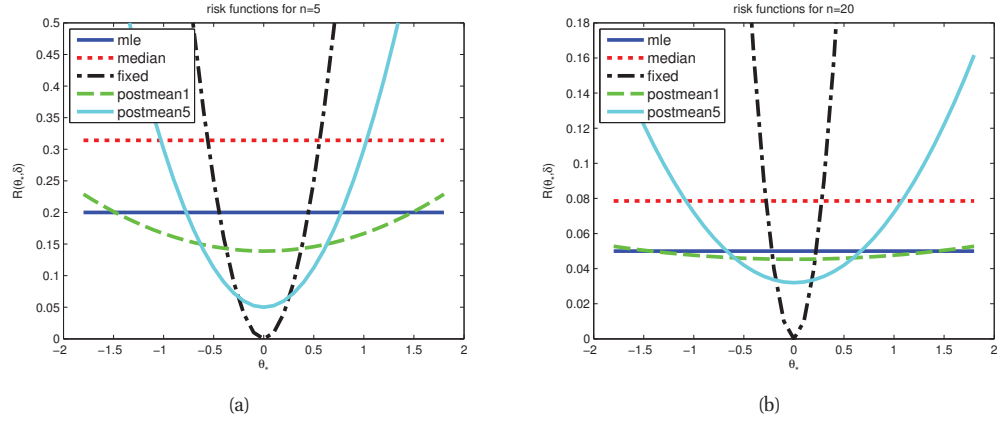 risk functions for n=5
0.5
0.45
0.4
0.35
0.3
0.25
0.2
0.15
0.1
0.05
0
R(θ*,δ)
mle
median
fixed
postmean1
postmean5
−2 −1.5 −1 −0.5 0 0.5 1 1.5 2
θ*
(a)
risk functions for n=20
0.18
0.16
0.14
0.12
0.1
0.08
0.06
0.04
0.02
0
R(θ*,δ)
mle
median
fixed
postmean1
postmean5
−2 −1.5 −1 −0.5 0 0.5 1 1.5 2
θ*
(b)